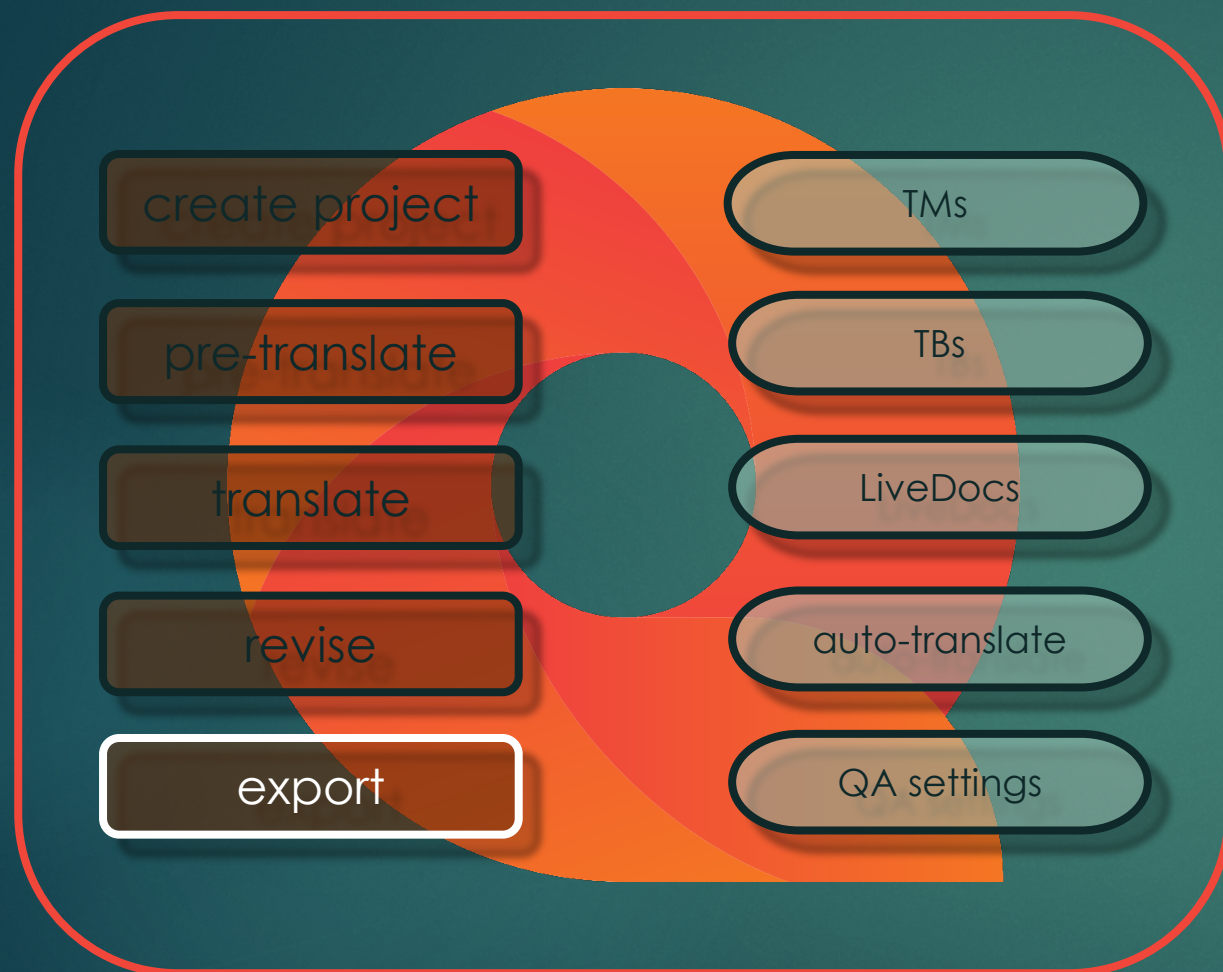 create project
pre-translate
translate
revise
export
TMs
TBs
LiveDocs
auto-translate
QA settings